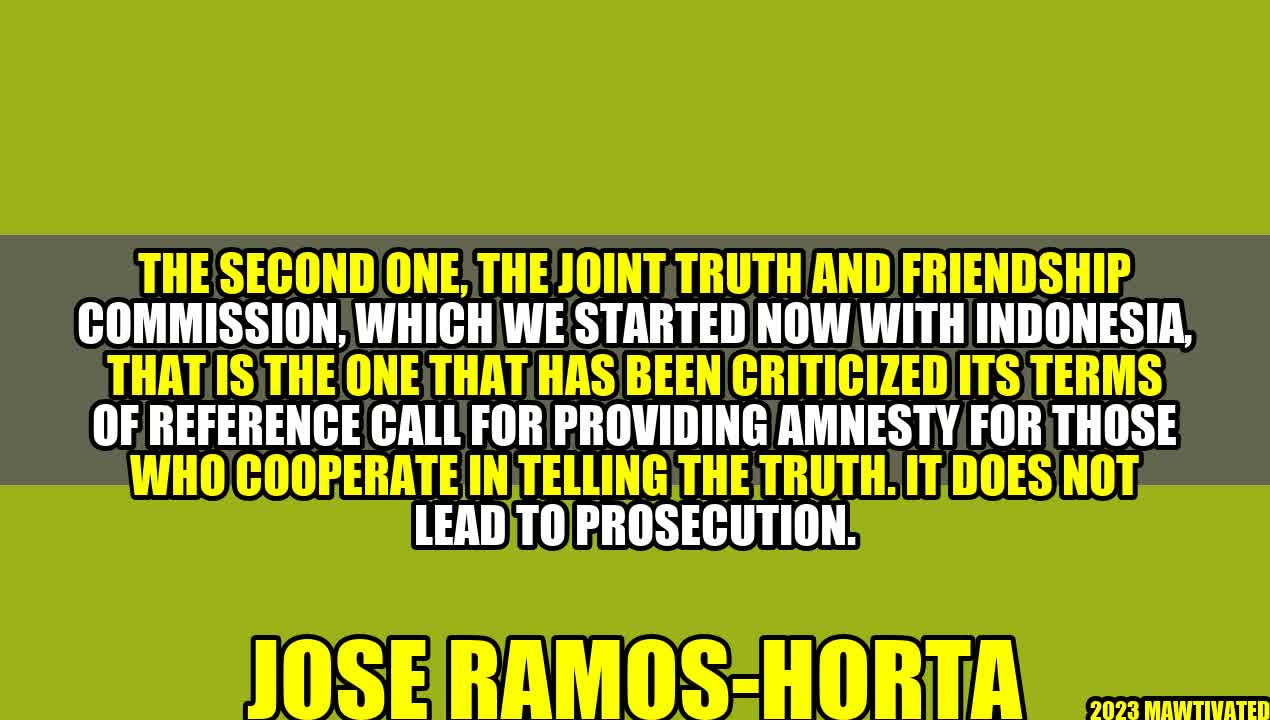 THE SECOND ONE, THE JOINT TRUTH AND FRIENDSHIP
COMMISSION, WHICH WE STARTED NOW WITH INDONESIA,
THAT IS THE ONE THAT HAS BEEN CRITICIZED ITS TERMS
OF REFERENCE CALL FOR PROVIDING AMNESTY FOR THOSE
WHO COOPERATE IN TELLING THE TRUTH. IT DOES NOT
LEAD TO PROSECUTION.
JOSE RAMOS-HORTA
2023 MAWTIVATED